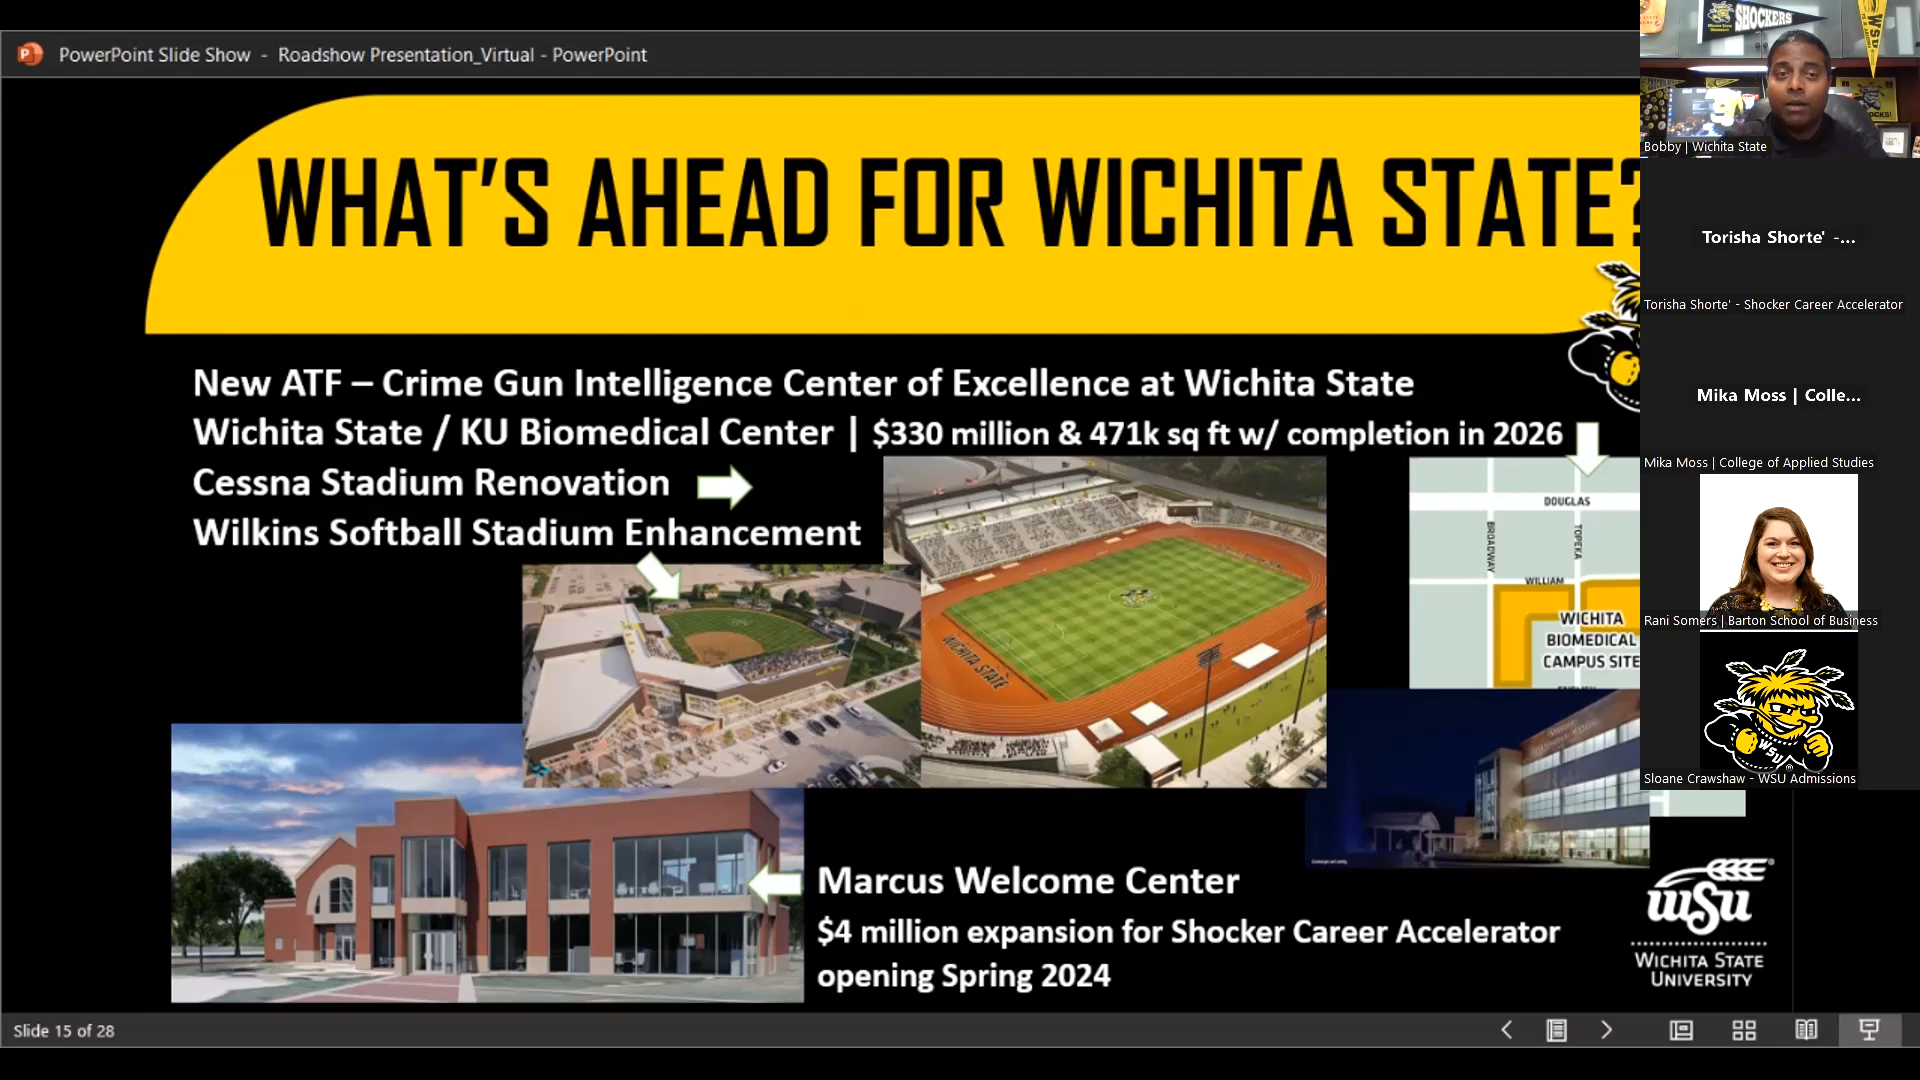 PowerPoint Slide Show - Roadshow Presentation_Virtual - PowerPoint
WHAT'S AHEAD FOR WICHITA STATE?
New ATF – Crime Gun Intelligence Center of Excellence at Wichita State
Wichita State / KU Biomedical Center | $330 million & 471k sq ft w/ completion in 2026
Cessna Stadium Renovation
Wilkins Softball Stadium Enhancement
DOUGLAS
BROADWAY
TOPEKA
WILLIAM
WICHITA
BIOMEDICAL
CAMPUS SITE
WICHITA STATE
Marcus Welcome Center
$4 million expansion for Shocker Career Accelerator
opening Spring 2024
WSU
WICHITA STATE
UNIVERSITY
Slide 15 of 28
SHOCKERS
WSU
Bobby | Wichita State
Torisha Shorte' -...
Torisha Shorte' - Shocker Career Accelerator
Mika Moss | Colle...
Mika Moss | College of Applied Studies
Rani Somers | Barton School of Business
WSU
Sloane Crawshaw - WSU Admissions